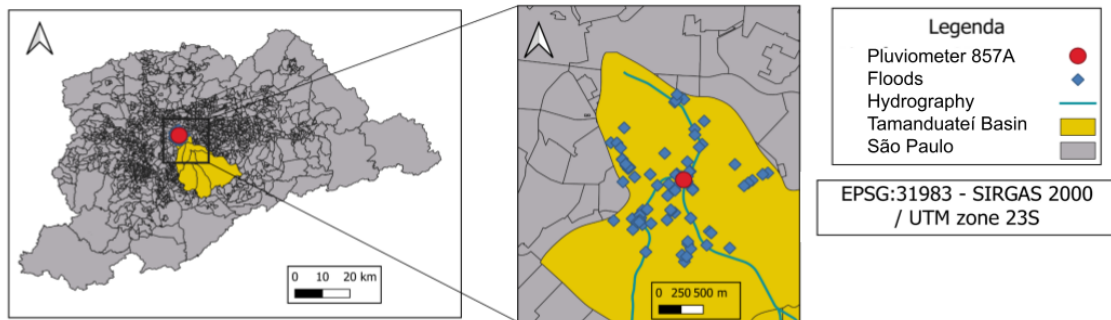 0 10 20 km
0 250 500 m
Legenda
Pluviometer 857A
Floods
Hydrography
Tamanduateí Basin
São Paulo
EPSG:31983 - SIRGAS 2000
/ UTM zone 23S